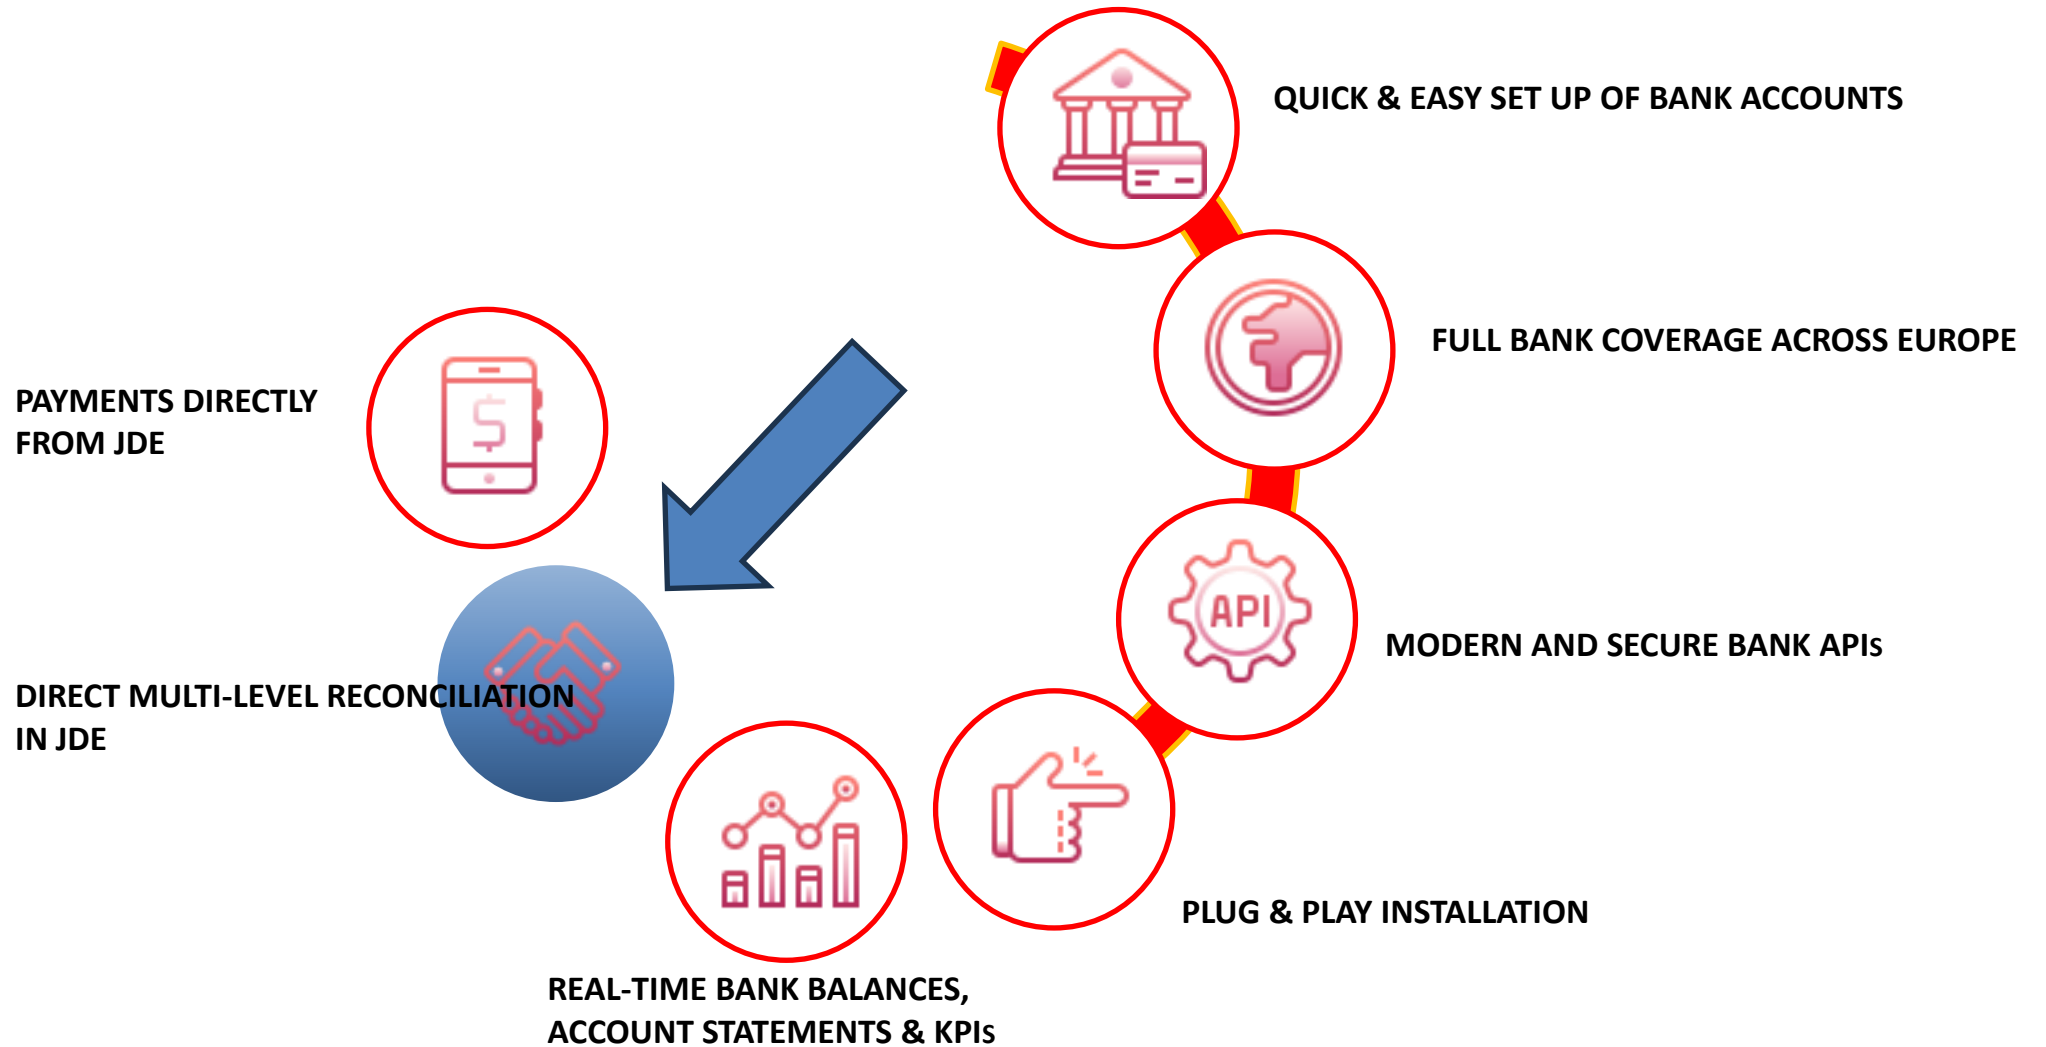 QUICK & EASY SET UP OF BANK ACCOUNTS
FULL BANK COVERAGE ACROSS EUROPE
PAYMENTS DIRECTLY
FROM JDE
$
API
MODERN AND SECURE BANK APIs
DIRECT MULTI-LEVEL RECONCILIATION
IN JDE
PLUG & PLAY INSTALLATION
REAL-TIME BANK BALANCES,
ACCOUNT STATEMENTS & KPIs